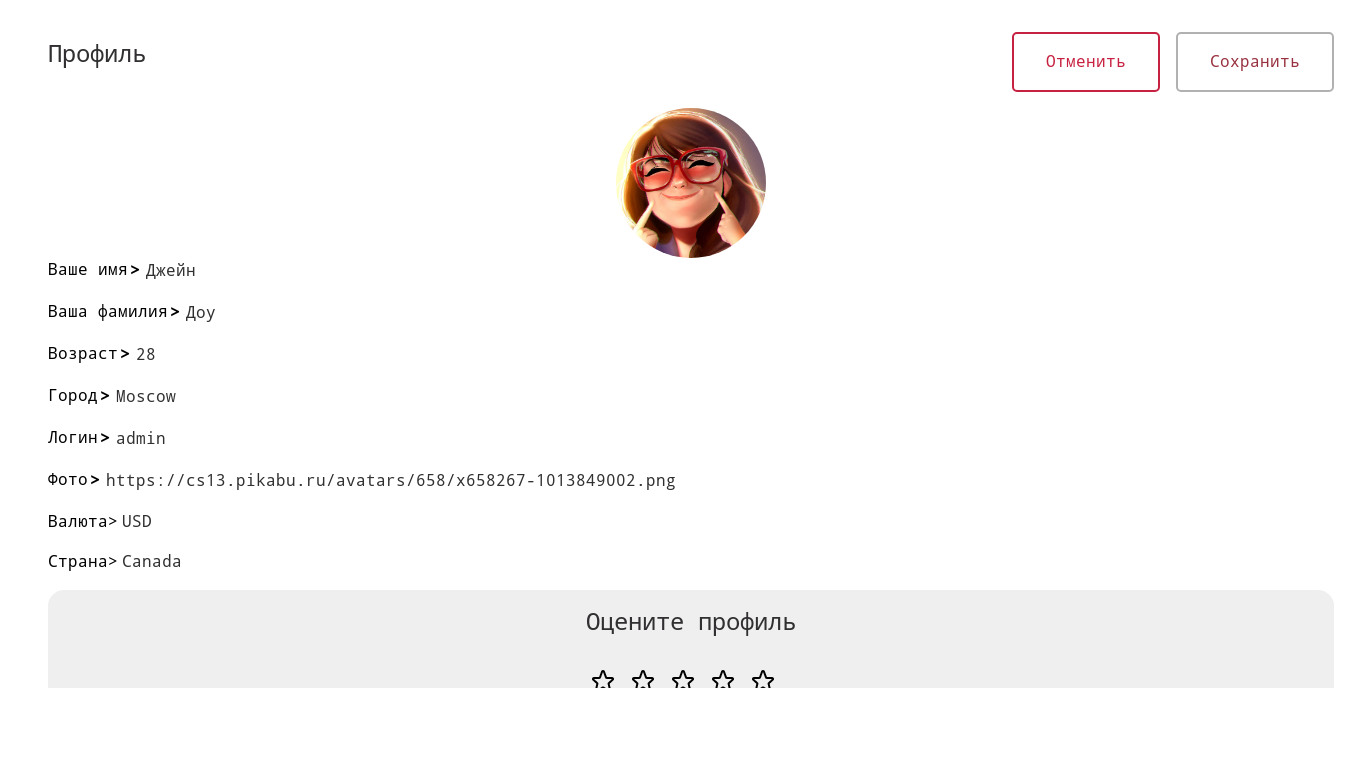 Профиль
Отменить
Сохранить
Ваше имя> Джейн
Ваша фамилия> Доу
Возраст> 28
Город> Moscow
Логин> admin
Фото> https://cs13.pikabu.ru/avatars/658/x658267-1013849002.png
Валюта> USD
Страна> Canada
Оцените профиль